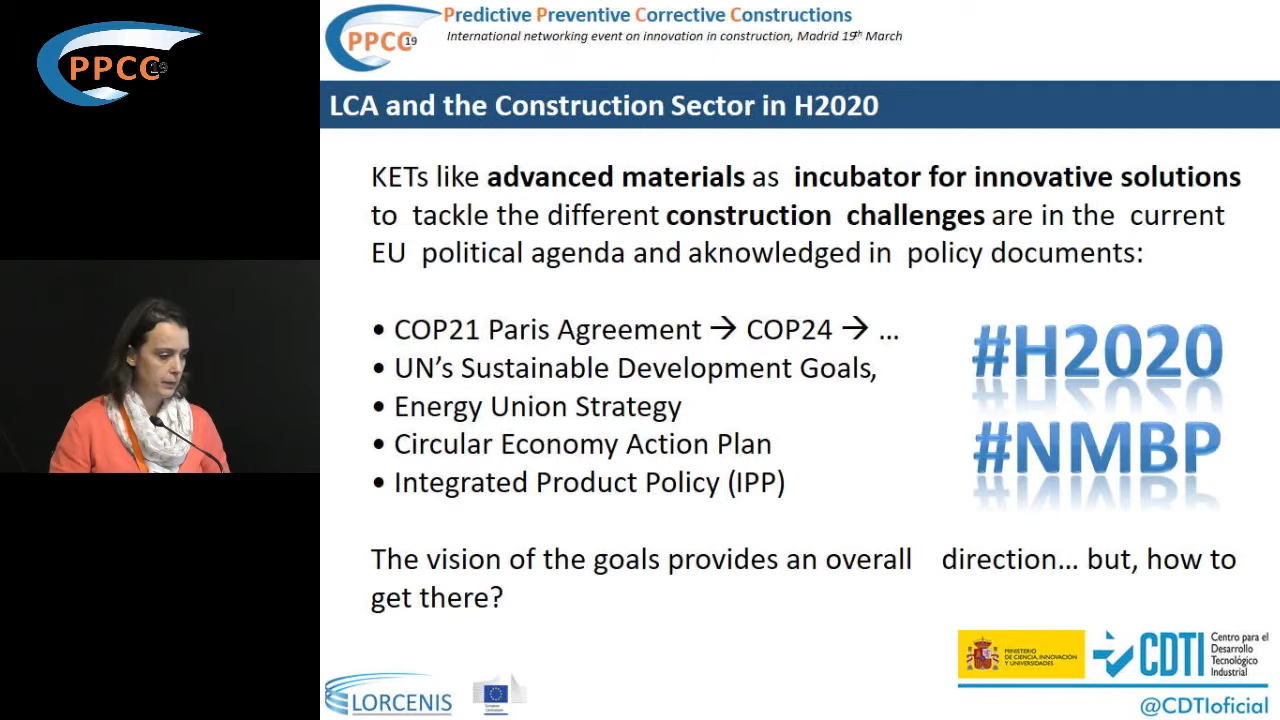 PPCC19
PPCC19
Predictive Preventive Corrective Constructions
International networking event on innovation in construction, Madrid 19th March
LCA and the Construction Sector in H2020
KETs like advanced materials as incubator for innovative solutions
to tackle the different construction challenges are in the current
EU political agenda and aknowledged in policy documents:
• COP21 Paris Agreement → COP24 → …
• UN's Sustainable Development Goals,
• Energy Union Strategy
• Circular Economy Action Plan
• Integrated Product Policy (IPP)
#H2020
#NMBP
The vision of the goals provides an overall direction… but, how to
get there?
LORCENIS
MINISTERIO
DE CIENCIA, INNOVACIÓN
Y UNIVERSIDADES
CDTI
Centro para el
Desarrollo
Tecnológico
Industrial
@CDTIoficial